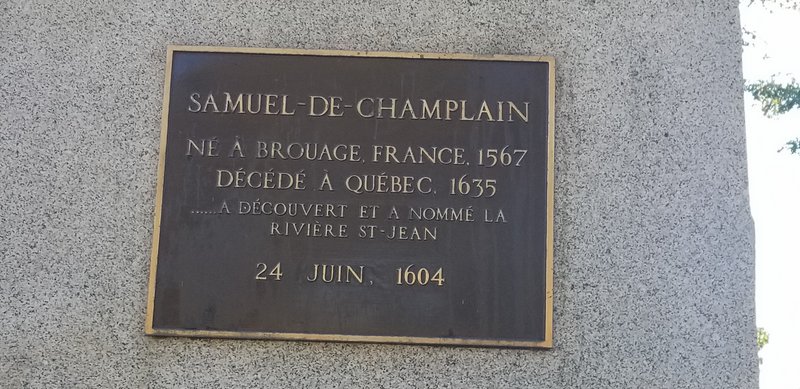 SAMUEL-DE-CHAMPLAIN
NÉ À BROUAGE, FRANCE, 1567
DÉCÉDÉ À QUÉBEC, 1635
......A DÉCOUVERT ET A NOMMÉ LA
RIVIÈRE ST-JEAN
24 JUIN, 1604